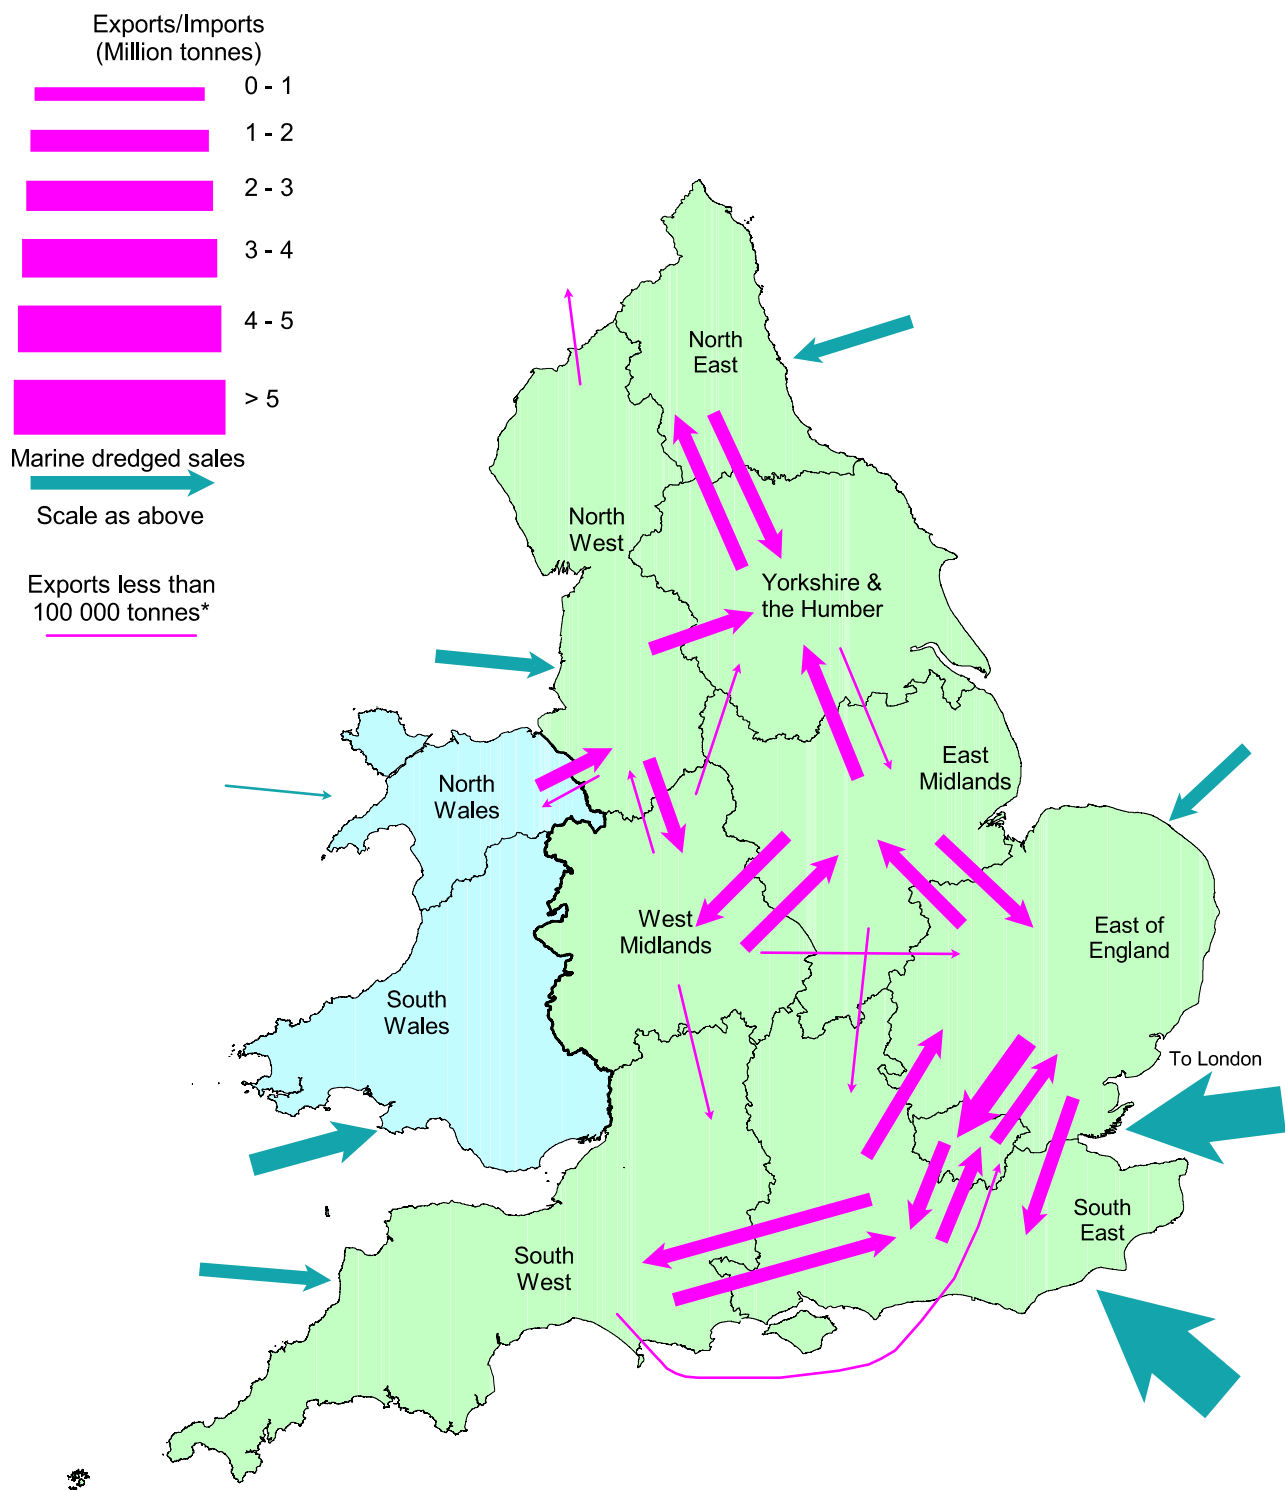 Exports/Imports
(Million tonnes)
0 - 1
1 - 2
2 - 3
3 - 4
4 - 5
> 5
Marine dredged sales
Scale as above
Exports less than
100 000 tonnes*
North
East
North
West
Yorkshire &
the Humber
East
Midlands
North
Wales
West
Midlands
East of
England
South
Wales
To London
South
East
South
West